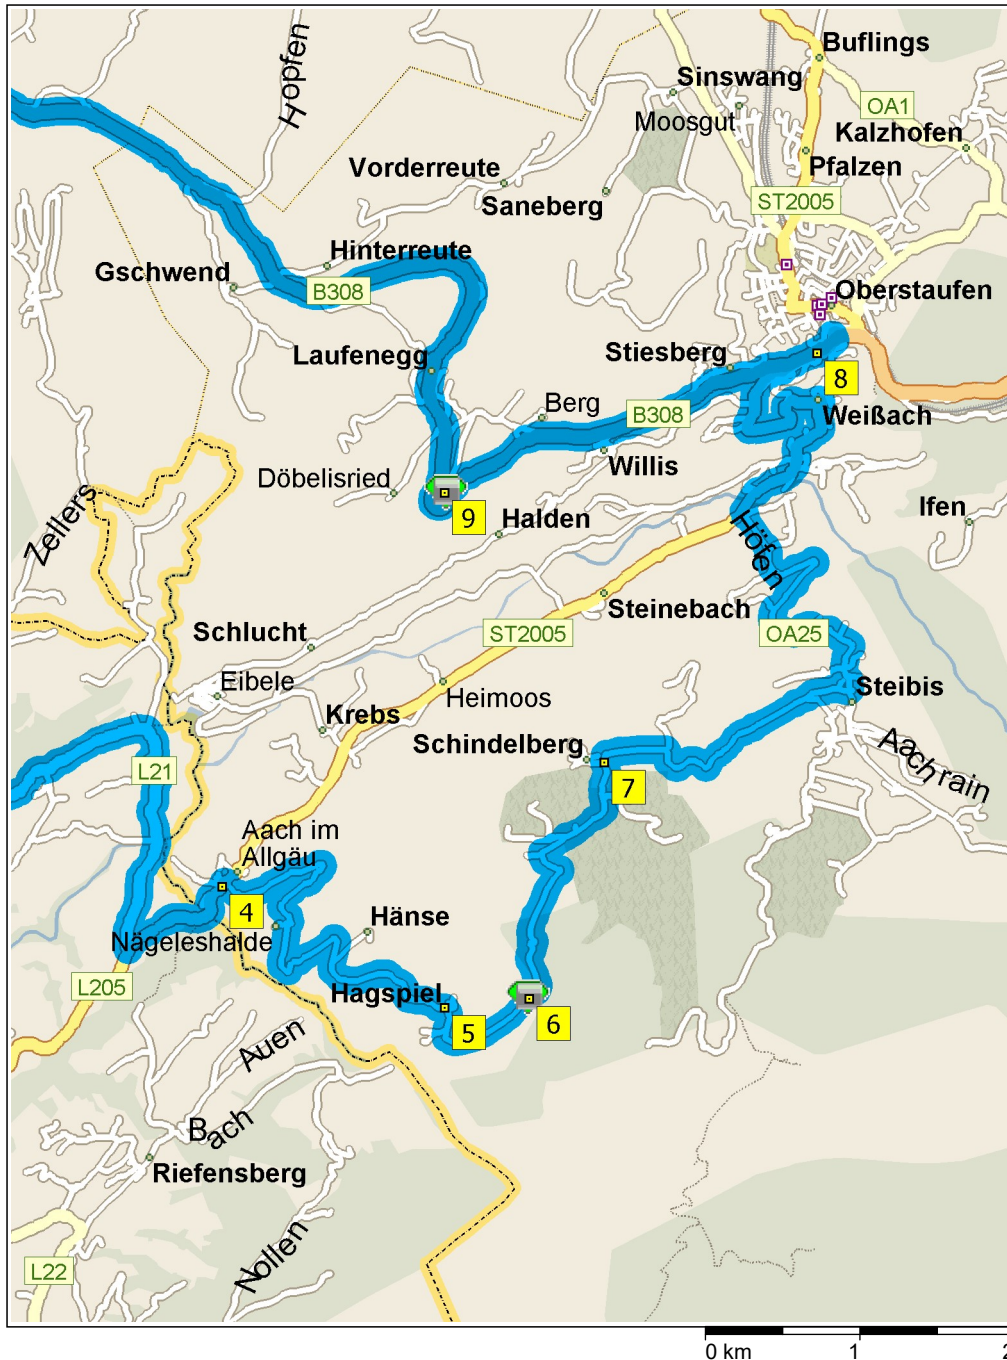 Buflings
Hopfen
Sinswang
OA1
Moosgut
Kalzhofen
Pfalzen
Vorderreute
Saneberg
ST2005
Hinterreute
Gschwend
B308
Oberstaufen
Laufenegg
Stiesberg
8
Berg
B308
Weißach
Willis
Döbelisried
Zellers
9
Halden
Ifen
Höfen
Steinebach
Schlucht
ST2005
OA25
Eibele
Heimoos
Steibis
Krebs
Schindelberg
Aachrain
L21
7
Aach im
Allgäu
4
Hänse
Nägeleshalde
L205
Hagspiel
5
6
Auen
Bach
Riefensberg
Nollen
L22
0 km 1 2